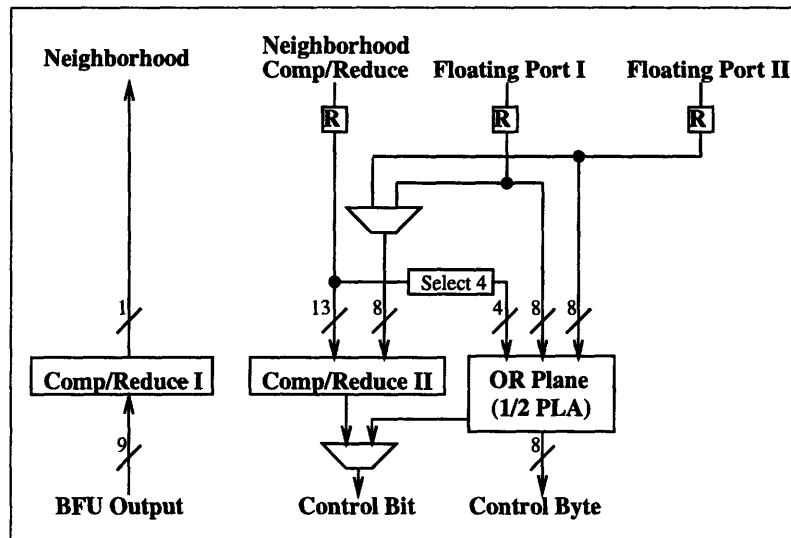 Neighborhood
Neighborhood
Comp/Reduce
Floating Port I
Floating Port II
R
R
R
Select 4
1
13
8
4
8
8
Comp/Reduce I
Comp/Reduce II
OR Plane
(1/2 PLA)
9
8
BFU Output
Control Bit
Control Byte